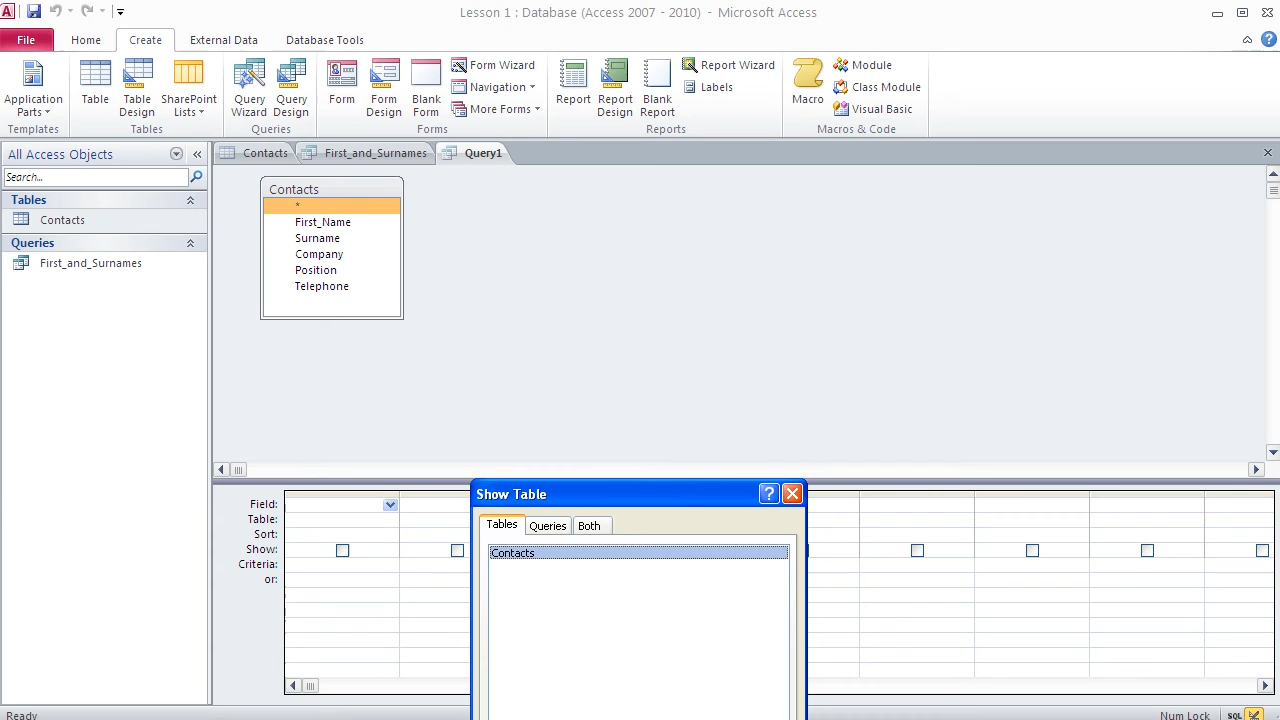 Lesson 1 : Database (Access 2007 - 2010) - Microsoft Access
File Home Create External Data Database Tools
Application Parts
Table
Table Design
SharePoint Lists
Query Wizard
Query Design
Form
Form Design
Blank Form
Form Wizard
Navigation
More Forms
Report
Report Design
Blank Report
Report Wizard
Labels
Macro
Module
Class Module
Visual Basic
Templates Tables Queries Forms Reports Macros & Code
All Access Objects
Search...
Tables
Contacts
Queries
First_and_Surnames
Contacts First_and_Surnames Query1
Contacts
*
First_Name
Surname
Company
Position
Telephone
Field:
Table:
Sort:
Show:
Criteria:
or:
Show Table
Tables Queries Both
Contacts
Ready
Num Lock SQL